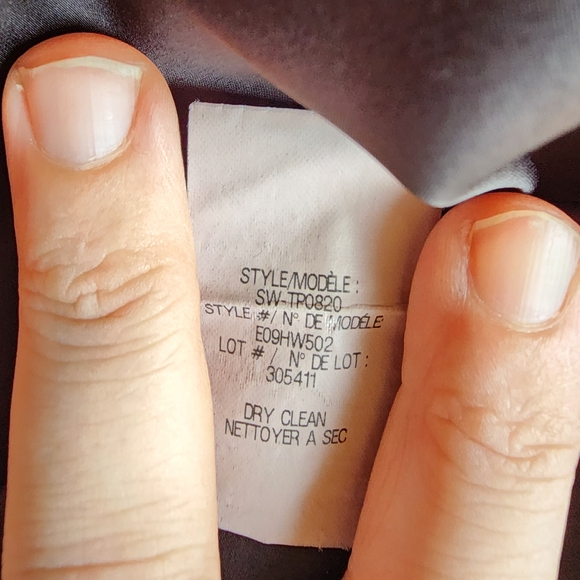 STYLE/MODÈLE :
SW-TP0820
STYLE #/ N° DE MODÈLE:
E09HW502
LOT # / N° DE LOT :
305411
DRY CLEAN
NETTOYER A SEC